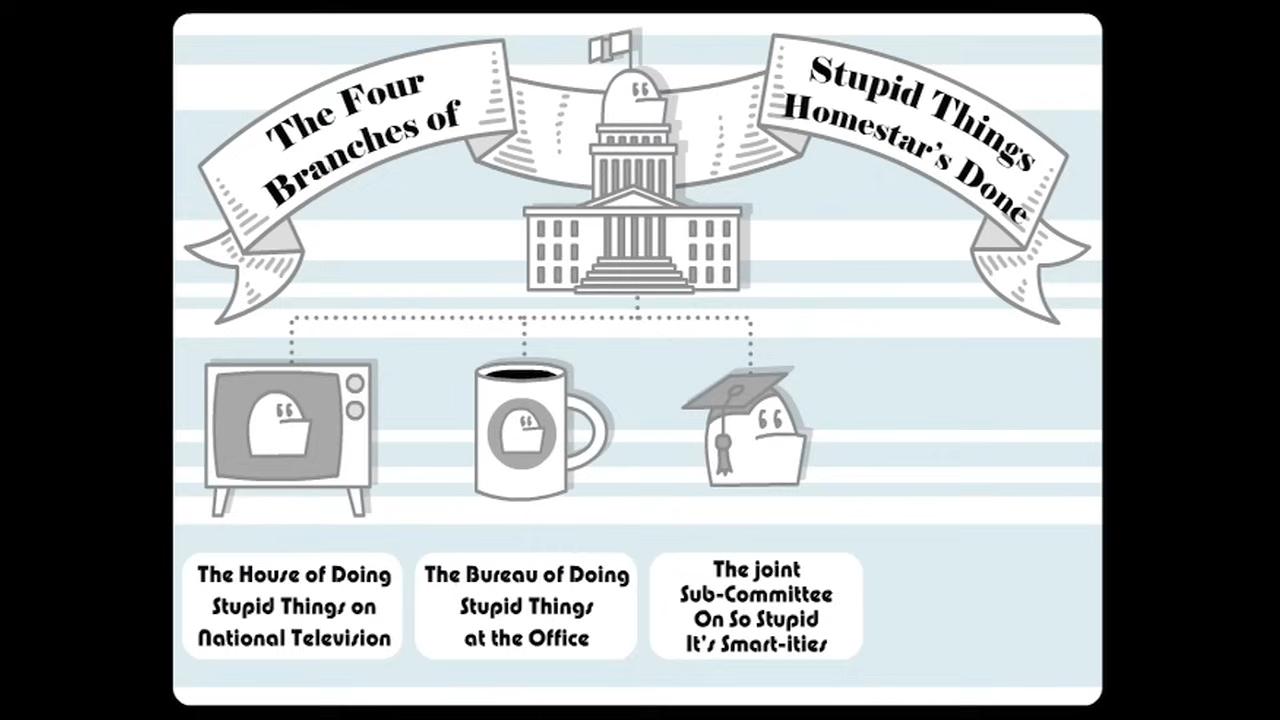 The Four
Branches of
Stupid Things
Homestar's Done
The House of Doing
Stupid Things on
National Television
The Bureau of Doing
Stupid Things
at the Office
The joint
Sub-Committee
On So Stupid
It's Smart-ities